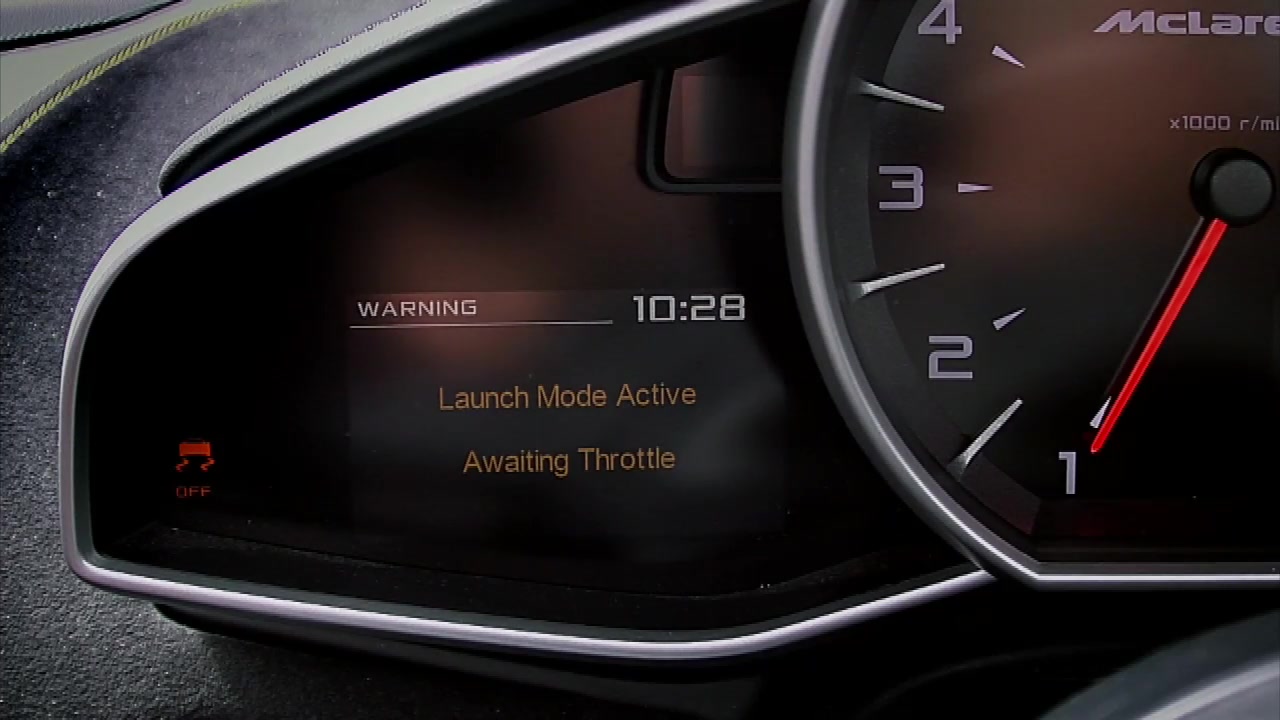 WARNING 10:28
Launch Mode Active
Awaiting Throttle
OFF
McLare
x1000 r/mi
4
3
2
1